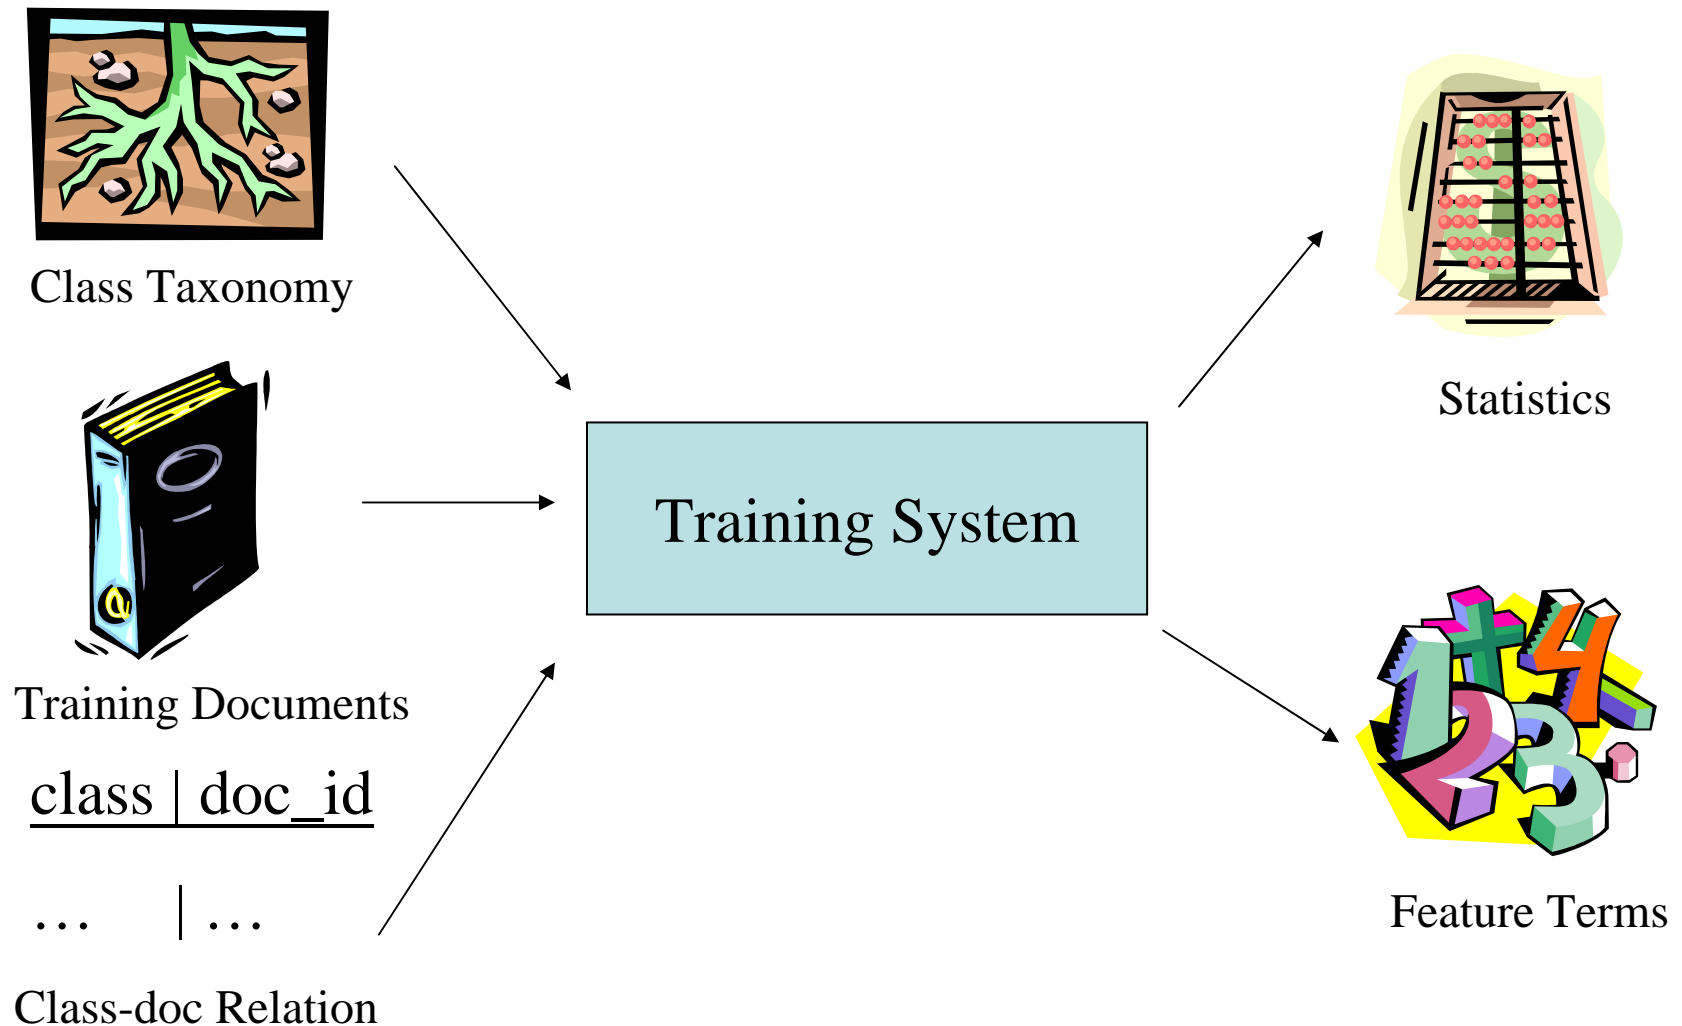 Class Taxonomy
Training Documents
class | doc_id
… | …
Class-doc Relation
Training System
Statistics
Feature Terms